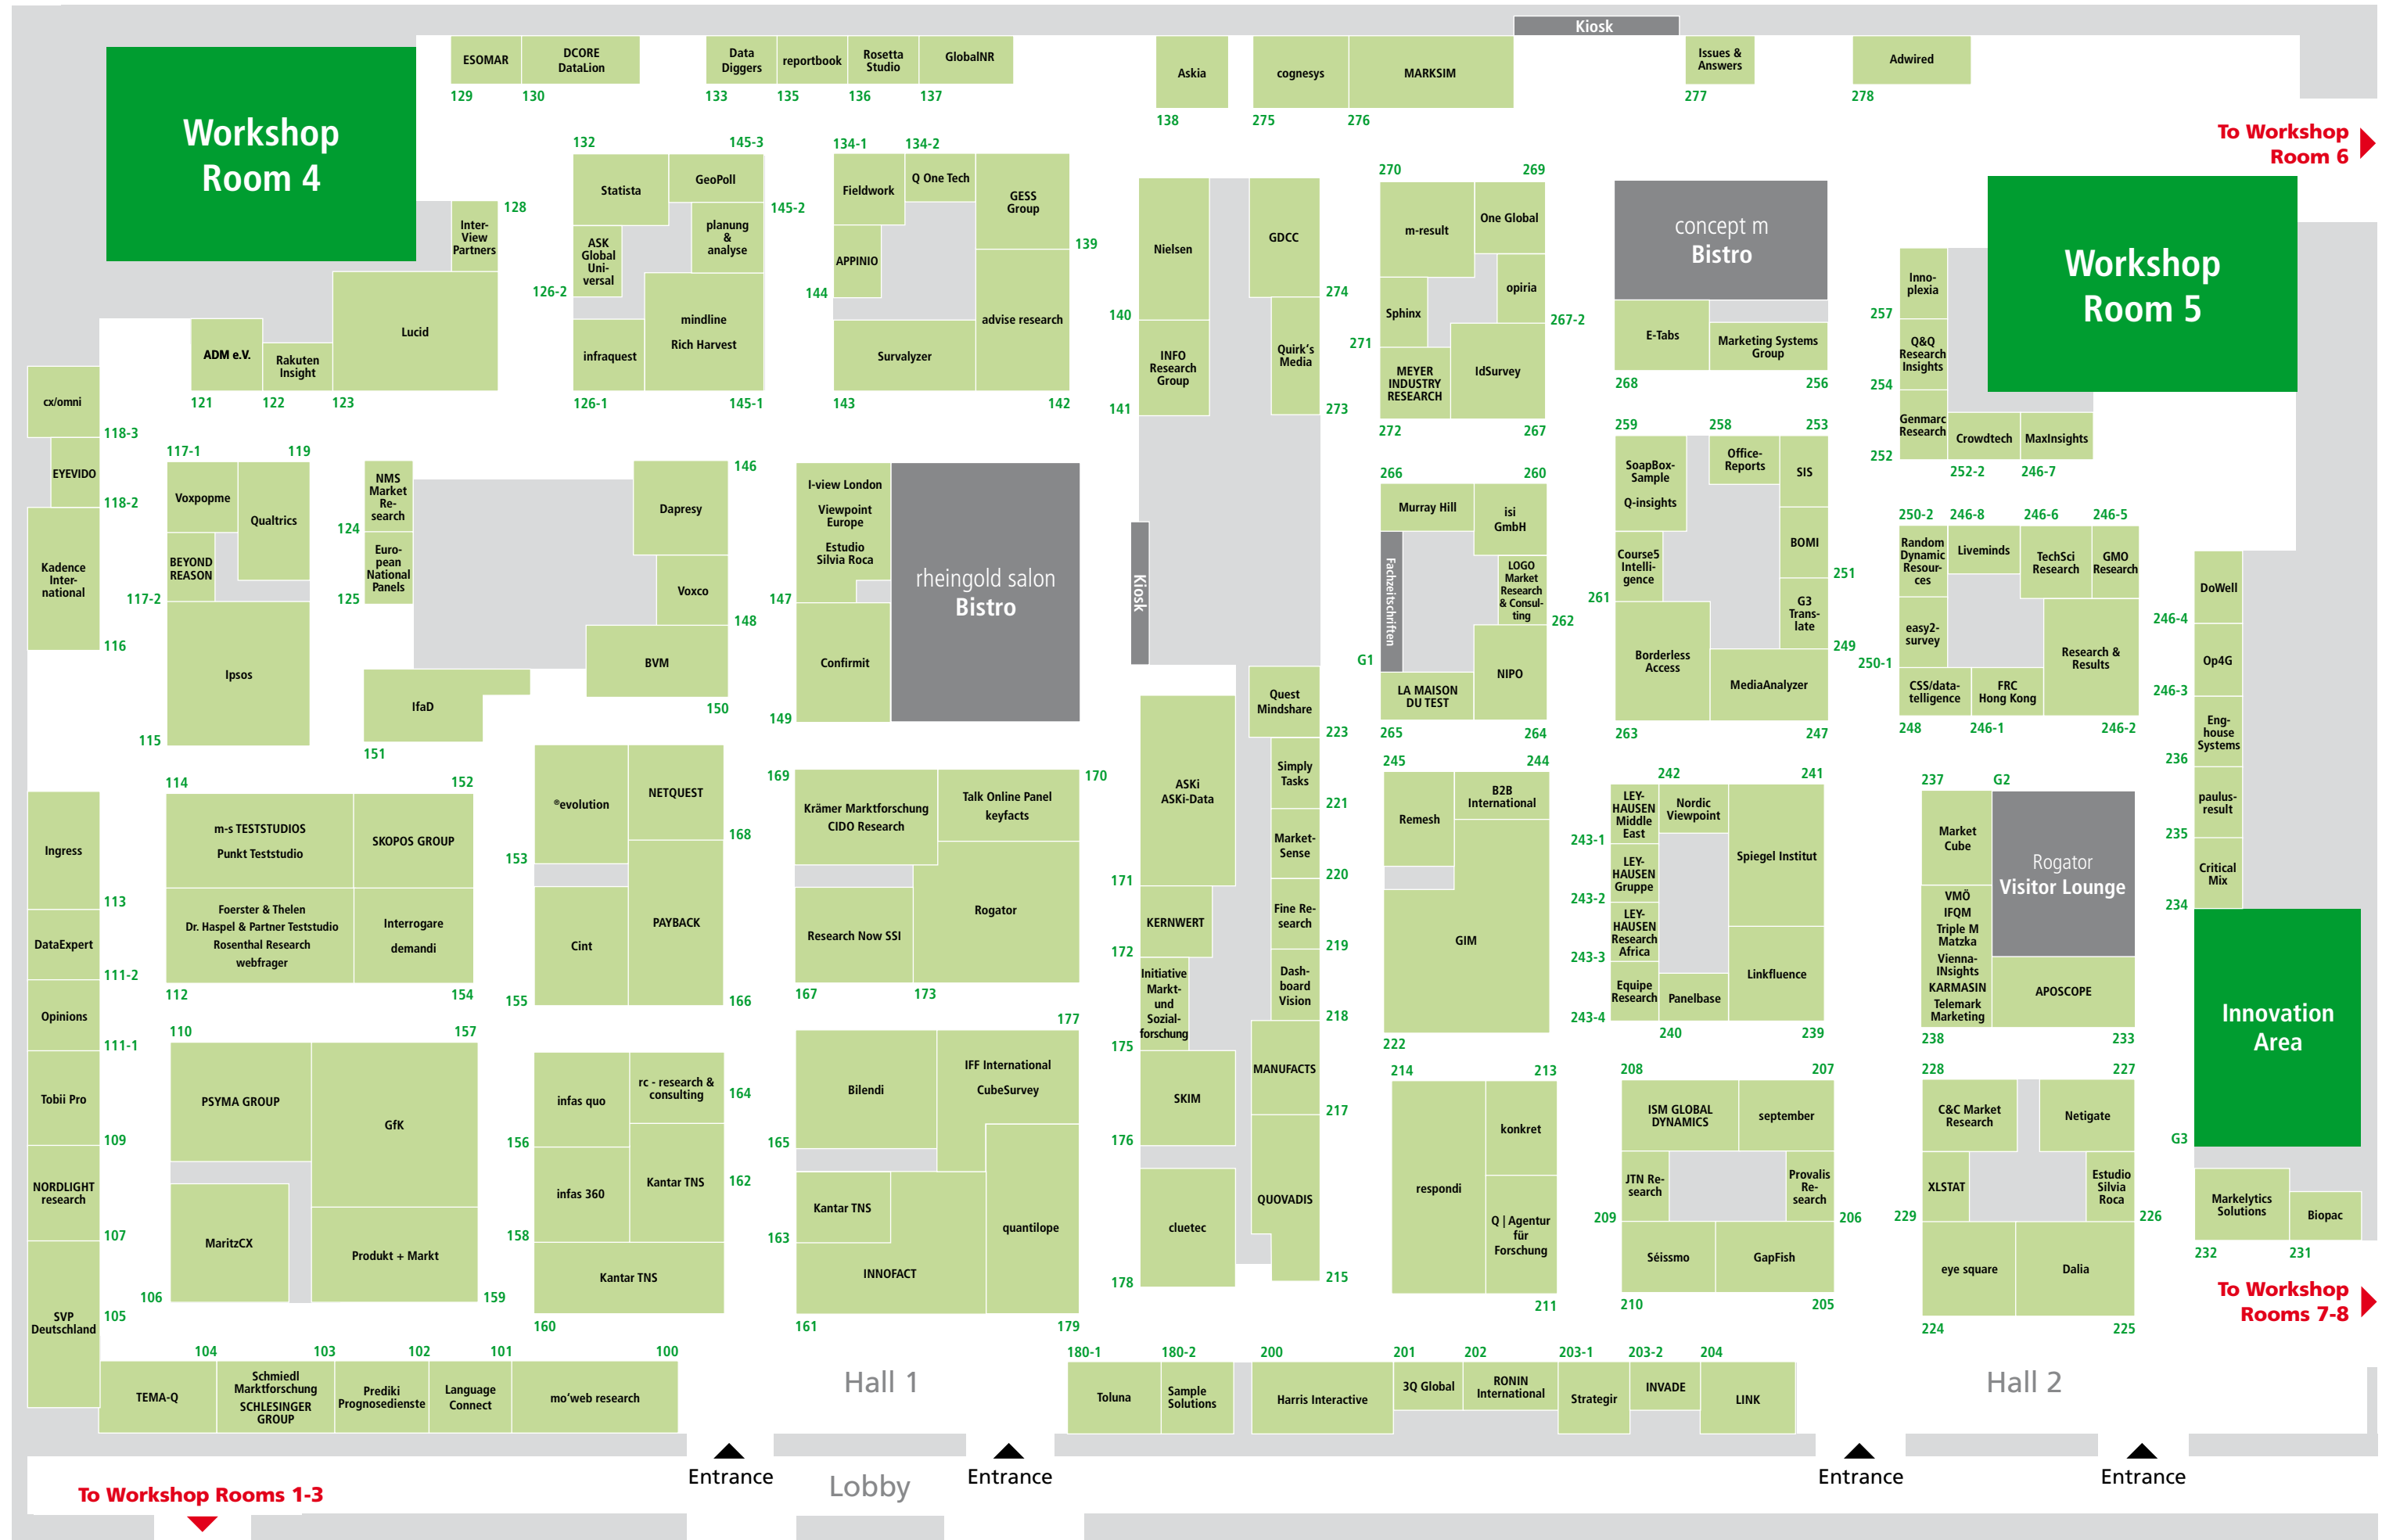 Kiosk
ESOMAR
DCORE
DataLion
Data
Diggers
reportbook
Rosetta
Studio
GlobalNR
129
130
133
135
136
137
Askia
138
cognesys
275
MARKSIM
276
Issues &
Answers
277
Adwired
278
To Workshop
Room 6
Workshop
Room 4
Inter-
View
Partners
128
Lucid
123
ADM e.V.
121
Rakuten
Insight
122
132
145-3
Statista
GeoPoll
145-2
planung
&
analyse
ASK
Global
Uni-
versal
126-2
mindline
Rich Harvest
infraquest
126-1
145-1
134-1
134-2
Fieldwork
Q One Tech
GESS
Group
139
APPINIO
144
advise research
Survalyzer
143
142
Nielsen
140
INFO
Research
Group
141
GDCC
274
Quirk's
Media
273
270
269
m-result
One Global
opiria
267-2
Sphinx
271
MEYER
INDUSTRY
RESEARCH
IdSurvey
272
267
concept m
Bistro
E-Tabs
Marketing Systems
Group
268
256
Inno-
plexia
257
Q&Q
Research
Insights
254
Genmarc
Research
252
Crowdtech
MaxInsights
252-2
246-7
Workshop
Room 5
cx/omni
118-3
EYEVIDO
118-2
Kadence
Inter-
national
116
117-1
119
Voxpopme
Qualtrics
BEYOND
REASON
117-2
Ipsos
115
NMS
Market
Re-
search
124
Euro-
pean
National
Panels
125
Dapresy
146
Voxco
148
BVM
150
IfaD
151
I-view London
Viewpoint
Europe
Estudio
Silvia Roca
147
Confirmit
149
rheingold salon
Bistro
Kiosk
266
260
Murray Hill
isi
GmbH
Fachzeitschriften
G1
LOGO
Market
Research
& Consul-
ting
262
NIPO
LA MAISON
DU TEST
265
264
259
258
253
SoapBox-
Sample
Q-insights
Office-
Reports
SIS
BOMI
251
Course5
Intelli-
gence
261
G3
Trans-
late
249
Borderless
Access
MediaAnalyzer
263
247
250-2
246-8
246-6
246-5
Random
Dynamic
Resour-
ces
Liveminds
TechSci
Research
GMO
Research
easy2-
survey
250-1
Research &
Results
CSS/data-
telligence
FRC
Hong Kong
248
246-1
246-2
DoWell
246-4
Op4G
246-3
Eng-
house
Systems
236
paulus-
result
235
Critical
Mix
234
Ingress
113
DataExpert
111-2
Opinions
111-1
Tobii Pro
109
NORDLIGHT
research
107
SVP
Deutschland
105
114
152
m-s TESTSTUDIOS
Punkt Teststudio
SKOPOS GROUP
Foerster & Thelen
Dr. Haspel & Partner Teststudio
Rosenthal Research
webfrager
Interrogare
demandi
112
154
®evolution
153
NETQUEST
168
Cint
155
PAYBACK
166
169
170
Krämer Marktforschung
CIDO Research
Talk Online Panel
keyfacts
Research Now SSI
Rogator
167
173
ASKi
ASKi-Data
171
KERNWERT
172
Initiative
Markt-
und
Sozial-
forschung
175
SKIM
176
cluetec
178
Quest
Mindshare
223
Simply
Tasks
221
Market-
Sense
220
Fine Re-
search
219
Dash-
board
Vision
218
MANUFACTS
217
QUOVADIS
215
245
244
Remesh
B2B
International
GIM
222
242
241
LEY-
HAUSEN
Middle
East
243-1
Nordic
Viewpoint
Spiegel Institut
LEY-
HAUSEN
Gruppe
243-2
LEY-
HAUSEN
Research
Africa
243-3
Equipe
Research
243-4
Panelbase
Linkfluence
240
239
237
G2
Market
Cube
Rogator
Visitor Lounge
VMÖ
IFQM
Triple M
Matzka
Vienna-
INsights
KARMASIN
Telemark
Marketing
APOSCOPE
238
233
Innovation
Area
G3
110
157
PSYMA GROUP
GfK
MaritzCX
Produkt + Markt
106
159
infas quo
156
rc - research &
consulting
164
infas 360
158
Kantar TNS
162
Kantar TNS
160
177
Bilendi
165
IFF International
CubeSurvey
Kantar TNS
163
quantilope
INNOFACT
161
179
214
213
respondi
konkret
Q | Agentur
für
Forschung
211
208
207
ISM GLOBAL
DYNAMICS
september
JTN Re-
search
209
Provalis
Re-
search
206
Séissmo
GapFish
210
205
228
227
C&C Market
Research
Netigate
XLSTAT
229
Estudio
Silvia
Roca
226
eye square
Dalia
224
225
Markelytics
Solutions
Biopac
232
231
To Workshop
Rooms 7-8
104
103
102
101
100
TEMA-Q
Schmiedl
Marktforschung
SCHLESINGER
GROUP
Prediki
Prognosedienste
Language
Connect
mo'web research
Hall 1
180-1
180-2
200
201
202
203-1
203-2
204
Toluna
Sample
Solutions
Harris Interactive
3Q Global
RONIN
International
Strategir
INVADE
LINK
Hall 2
Entrance
Entrance
Entrance
Entrance
Lobby
To Workshop Rooms 1-3